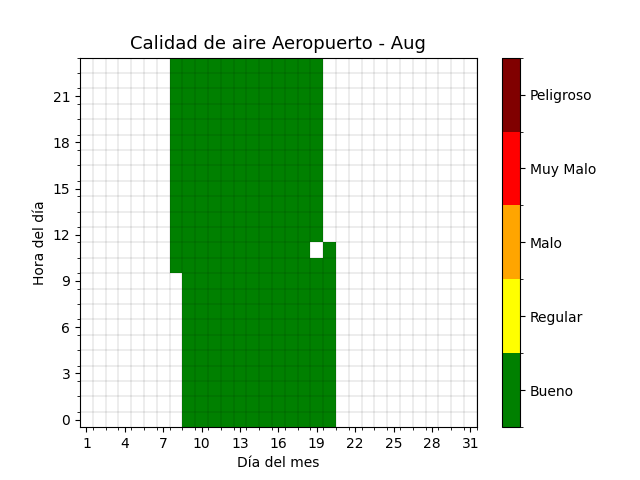 Calidad de aire Aeropuerto - Aug
21
18
15
12
9
6
3
0
Hora del día
1 4 7 10 13 16 19 22 25 28 31
Día del mes
Peligroso
Muy Malo
Malo
Regular
Bueno